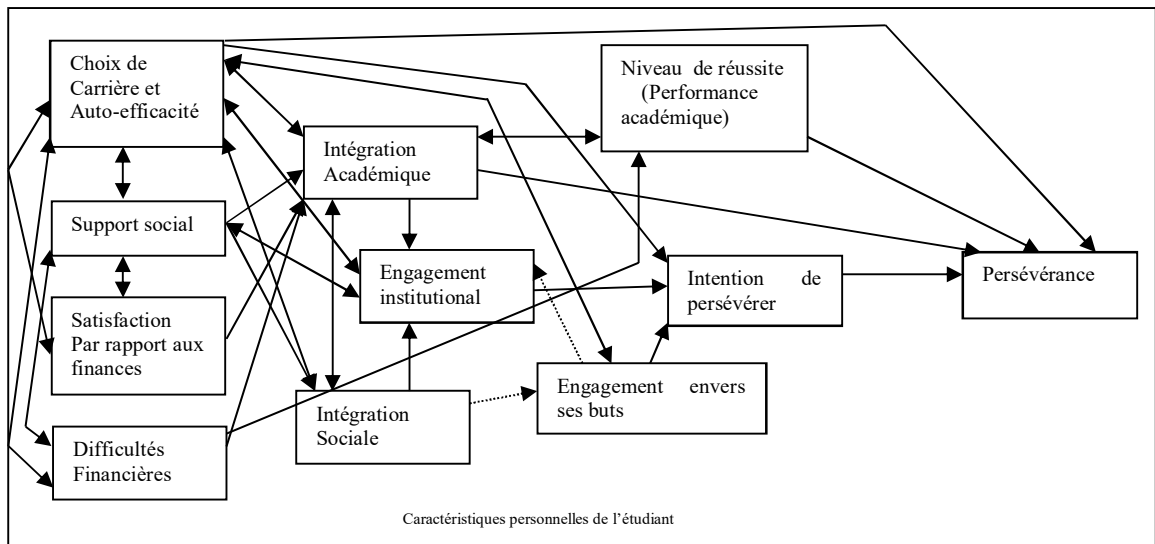 Choix de
Carrière et
Auto-efficacité
Niveau de réussite
(Performance
académique)
Intégration
Académique
Support social
Engagement
institutional
Intention de
persévérer
Persévérance
Satisfaction
Par rapport aux
finances
Engagement envers
ses buts
Intégration
Sociale
Difficultés
Financières
Caractéristiques personnelles de l’étudiant